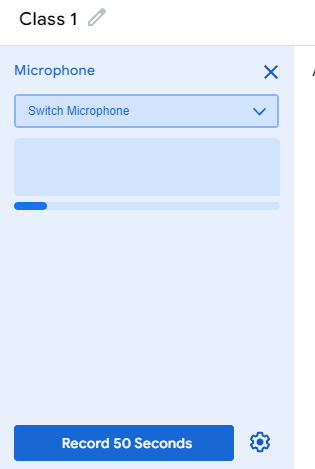 Class 1
Microphone
Switch Microphone
Record 50 Seconds